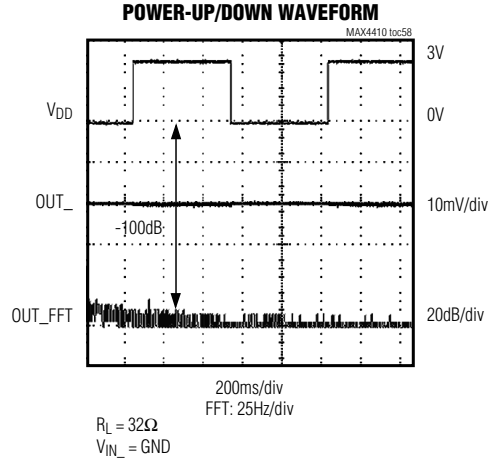 POWER-UP/DOWN WAVEFORM
MAX4410 toc58
3V
VDD
0V
OUT_
10mV/div
-100dB
OUT_FFT
20dB/div
200ms/div
FFT: 25Hz/div
RL = 32Ω
VIN_ = GND